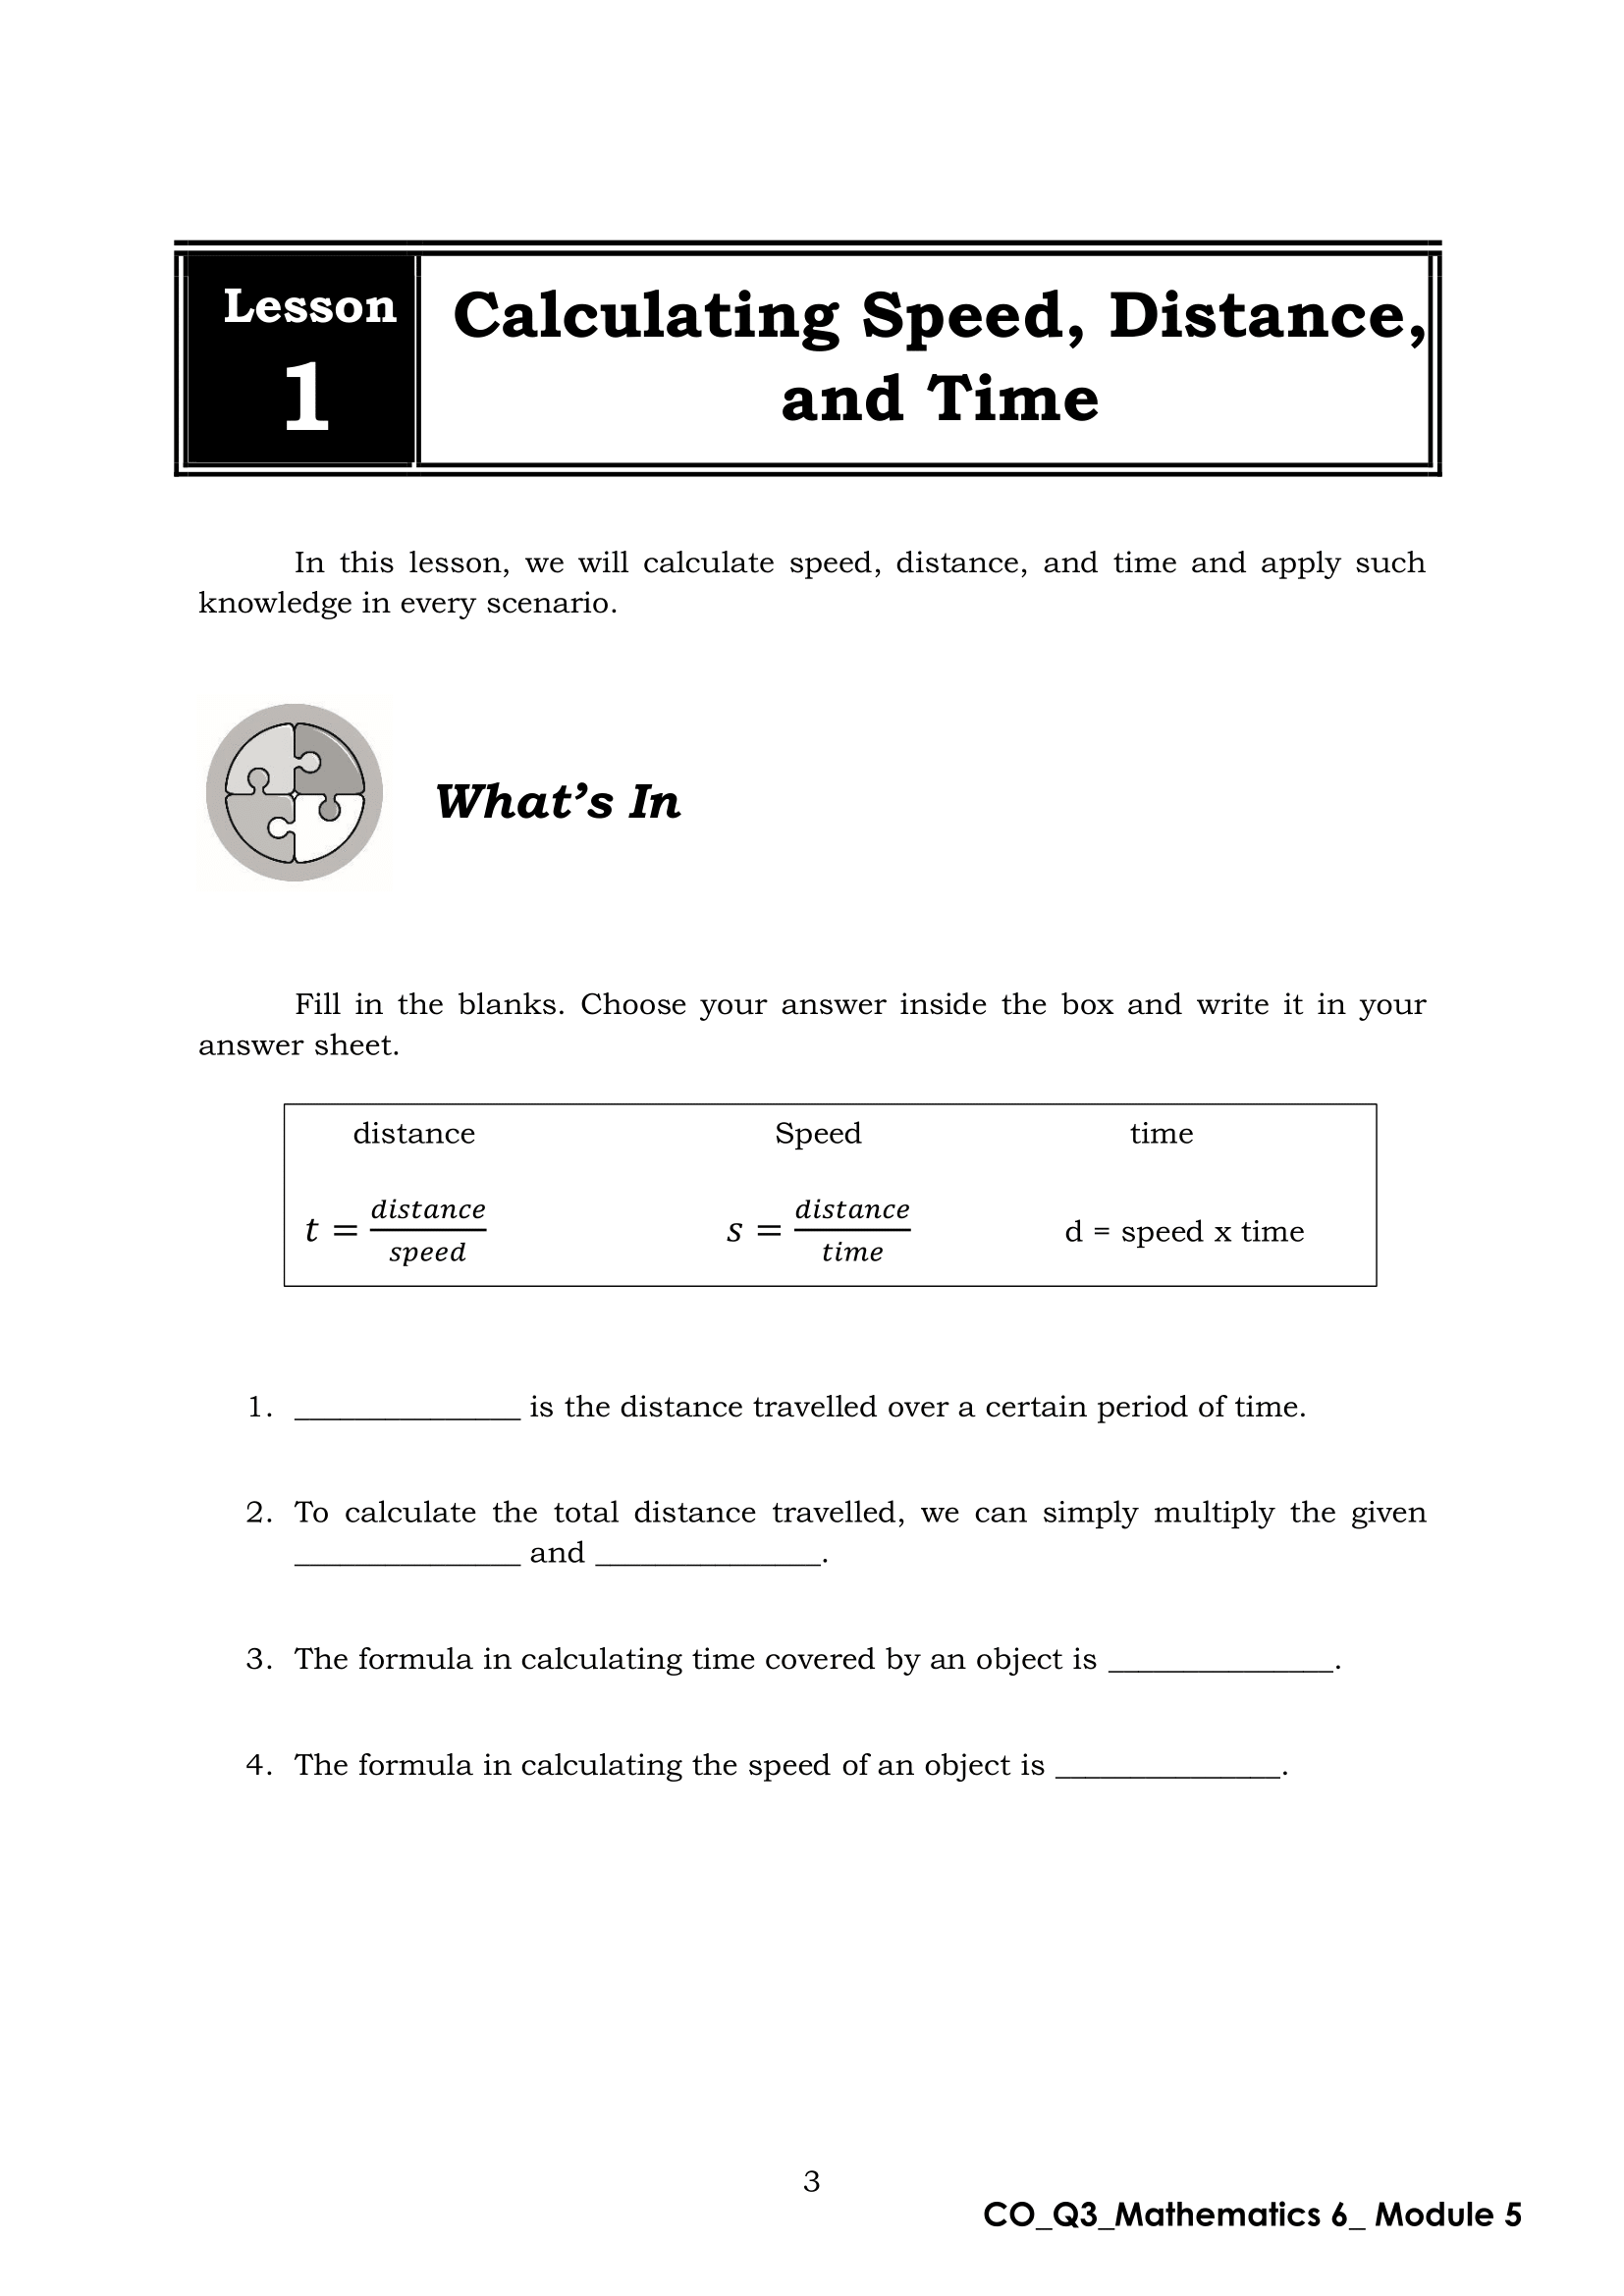 Lesson
1
Calculating Speed, Distance,
and Time
In this lesson, we will calculate speed, distance, and time and apply such
knowledge in every scenario.
What’s In
Fill in the blanks. Choose your answer inside the box and write it in your
answer sheet.
distance Speed time
t = distance/speed s = distance/time d = speed x time
1. _______________ is the distance travelled over a certain period of time.
2. To calculate the total distance travelled, we can simply multiply the given
_______________ and _______________.
3. The formula in calculating time covered by an object is _______________.
4. The formula in calculating the speed of an object is _______________.
3
CO_Q3_Mathematics 6_ Module 5